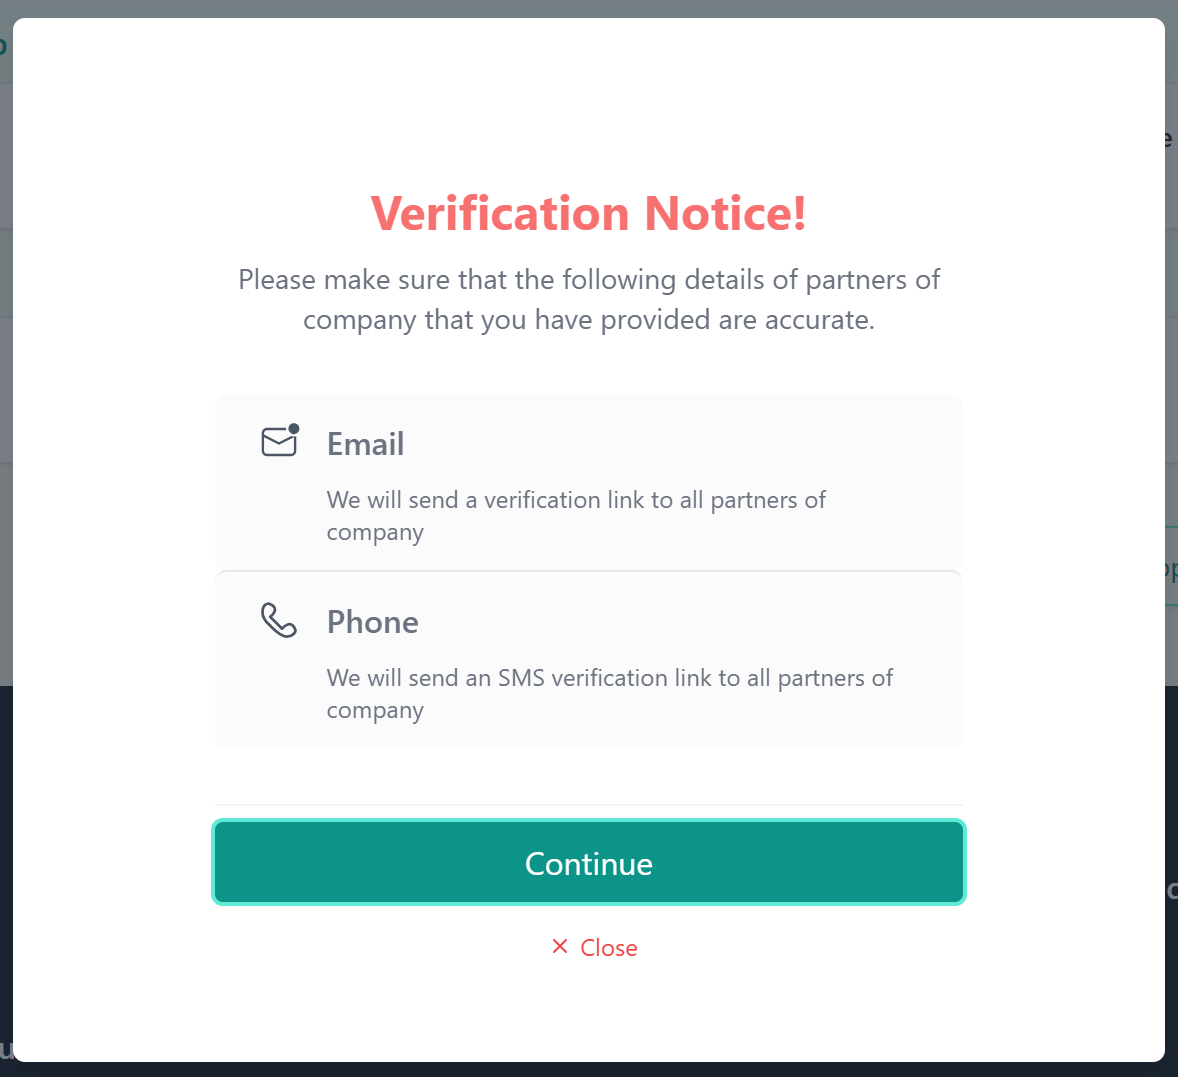 Verification Notice!
Please make sure that the following details of partners of
company that you have provided are accurate.
Email
We will send a verification link to all partners of
company
Phone
We will send an SMS verification link to all partners of
company
Continue
Close